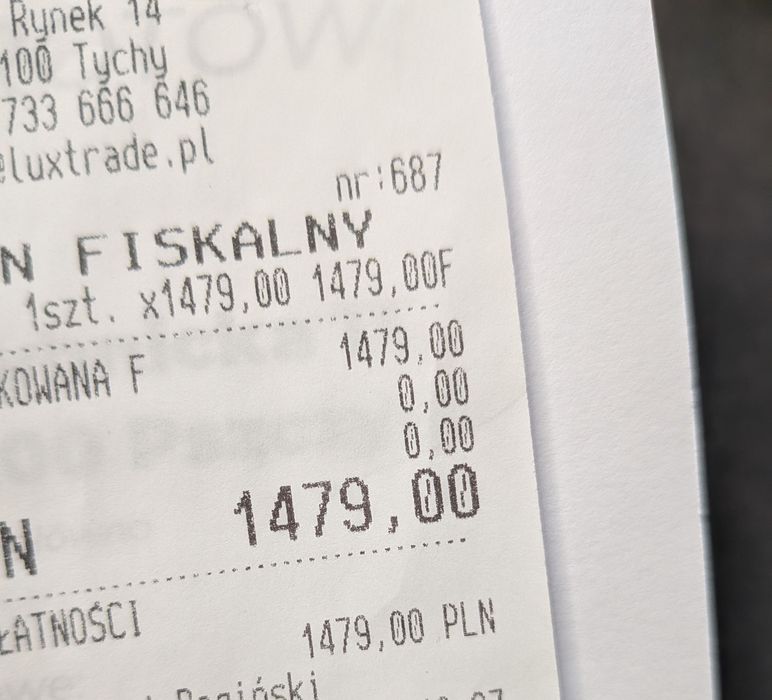 Rynek 14
100 Tychy
733 666 646
@luxtrade.pl
nr:687
N FISKALNY
1szt. x1479,00 1479,00F
KOWANA F 1479,00
0,00
0,00
N 1479,00
ŁATNOŚCI
1479,00 PLN